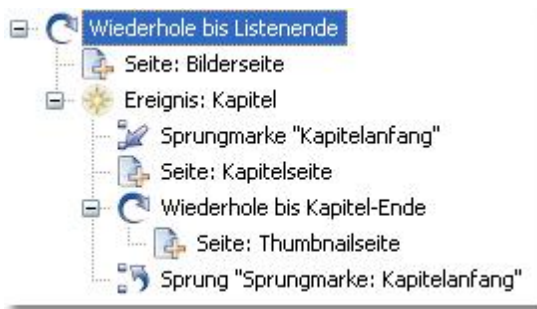 Wiederhole bis Listenende
Seite: Bilderseite
Ereignis: Kapitel
Sprungmarke "Kapitelanfang"
Seite: Kapitelseite
Wiederhole bis Kapitel-Ende
Seite: Thumbnailseite
Sprung "Sprungmarke: Kapitelanfang"